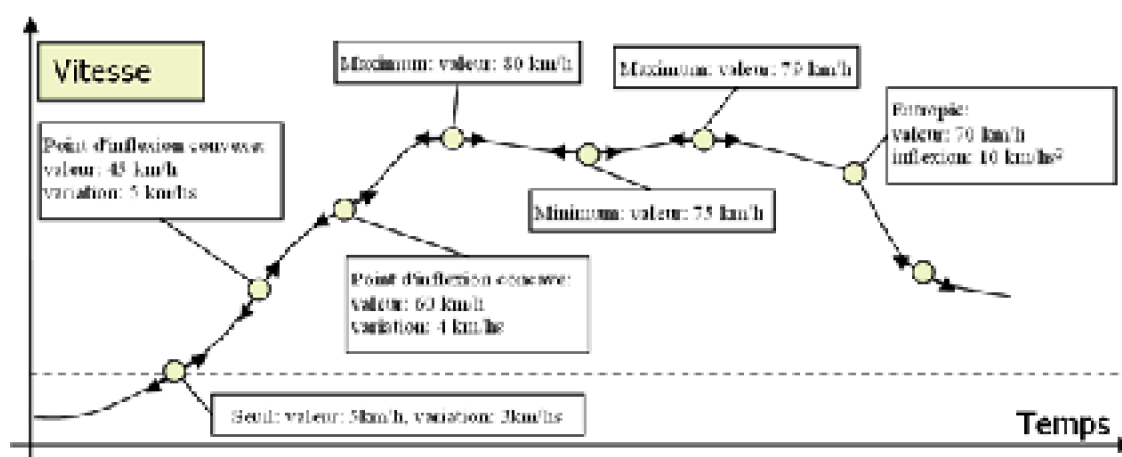 Vitesse
Maximum: valeur: 80 km/h
Maximum: valeur: 79 km/h
Entropie:
valeur: 70 km/h
inflexion: 10 km/hs²
Point d'inflexion convexe:
valeur: 45 km/h
variation: 5 km/hs
Minimum: valeur: 75 km/h
Point d'inflexion concave:
valeur: 60 km/h
variation: 4 km/hs
Seuil: valeur: 5km/h, variation: 3km/hs
Temps